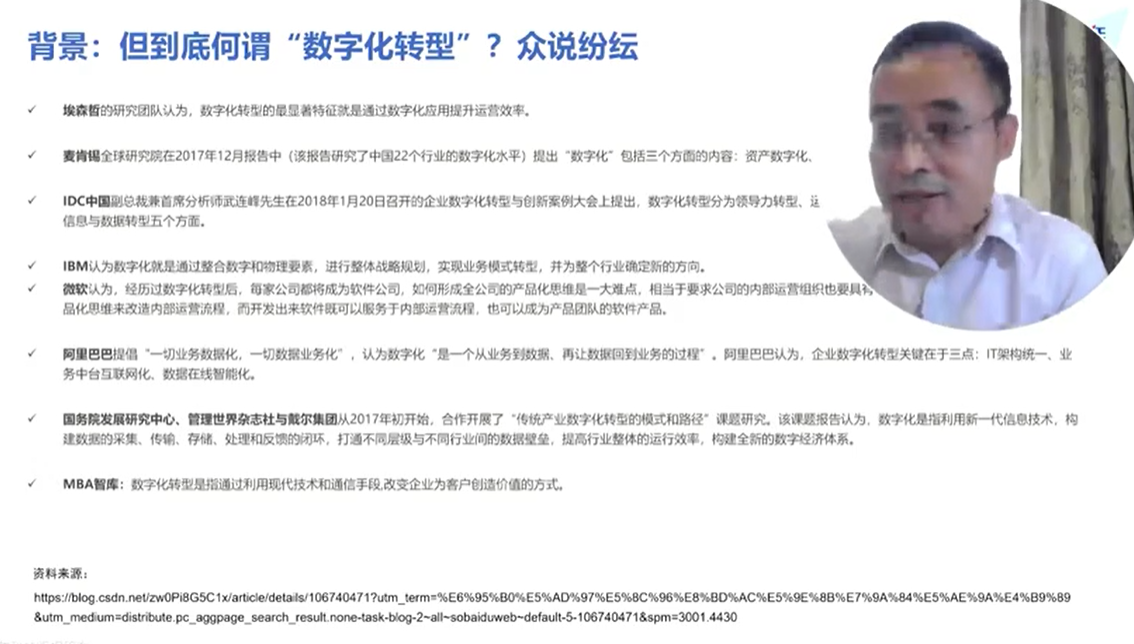 背景：但到底何谓“数字化转型”？众说纷纭
✓ 埃森哲的研究团队认为，数字化转型的最显著特征就是通过数字化应用提升运营效率。
✓ 麦肯锡全球研究院在2017年12月报告中（该报告研究了中国22个行业的数字化水平）提出“数字化”包括三个方面的内容：资产数字化、
✓ IDC中国副总裁兼首席分析师武连峰先生在2018年1月20日召开的企业数字化转型与创新案例大会上提出，数字化转型分为领导力转型、运
信息与数据转型五个方面。
✓ IBM认为数字化就是通过整合数字和物理要素，进行整体战略规划，实现业务模式转型，并为整个行业确定新的方向。
✓ 微软认为，经历过数字化转型后，每家公司都将成为软件公司，如何形成全公司的产品化思维是一大难点，相当于要求公司的内部运营组织也要具有
品化思维来改造内部运营流程，而开发出来软件既可以服务于内部运营流程，也可以成为产品团队的软件产品。
✓ 阿里巴巴提倡“一切业务数据化，一切数据业务化”，认为数字化“是一个从业务到数据、再让数据回到业务的过程”。阿里巴巴认为，企业数字化转型关键在于三点：IT架构统一、业
务中台互联网化、数据在线智能化。
✓ 国务院发展研究中心、管理世界杂志社与戴尔集团从2017年初开始，合作开展了“传统产业数字化转型的模式和路径”课题研究。该课题报告认为，数字化是指利用新一代信息技术，构
建数据的采集、传输、存储、处理和反馈的闭环，打通不同层级与不同行业间的数据壁垒，提高行业整体的运行效率，构建全新的数字经济体系。
✓ MBA智库：数字化转型是指通过利用现代技术和通信手段,改变企业为客户创造价值的方式。
资料来源：
https://blog.csdn.net/zw0Pi8G5C1x/article/details/106740471?utm_term=%E6%95%B0%E5%AD%97%E5%8C%96%E8%BD%AC%E5%9E%8B%E7%9A%84%E5%AE%9A%E4%B9%89
&utm_medium=distribute.pc_aggpage_search_result.none-task-blog-2~all~sobaiduweb~default-5-106740471&spm=3001.4430